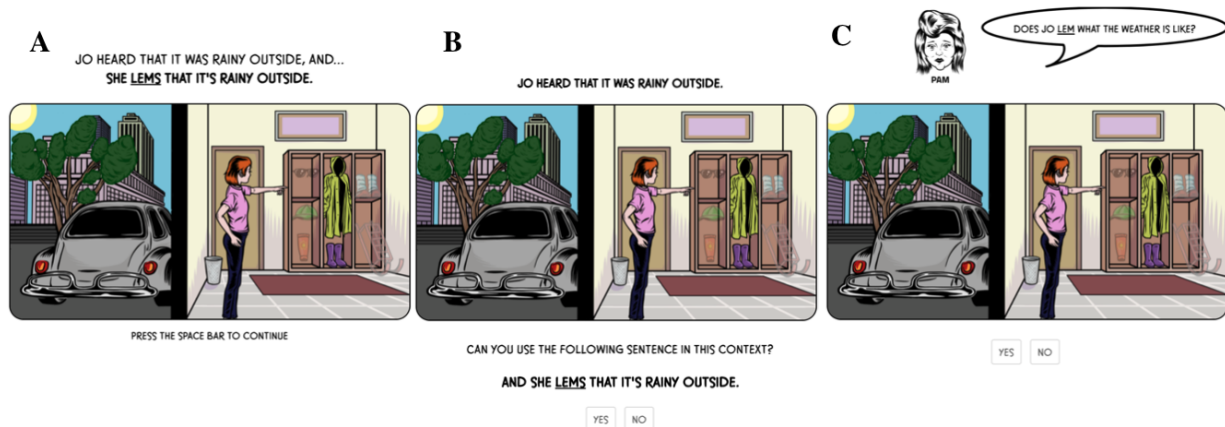 A
JO HEARD THAT IT WAS RAINY OUTSIDE, AND...
SHE LEMS THAT IT'S RAINY OUTSIDE.
PRESS THE SPACE BAR TO CONTINUE
B
JO HEARD THAT IT WAS RAINY OUTSIDE.
CAN YOU USE THE FOLLOWING SENTENCE IN THIS CONTEXT?
AND SHE LEMS THAT IT'S RAINY OUTSIDE.
YES NO
C
DOES JO LEM WHAT THE WEATHER IS LIKE?
PAM
YES NO